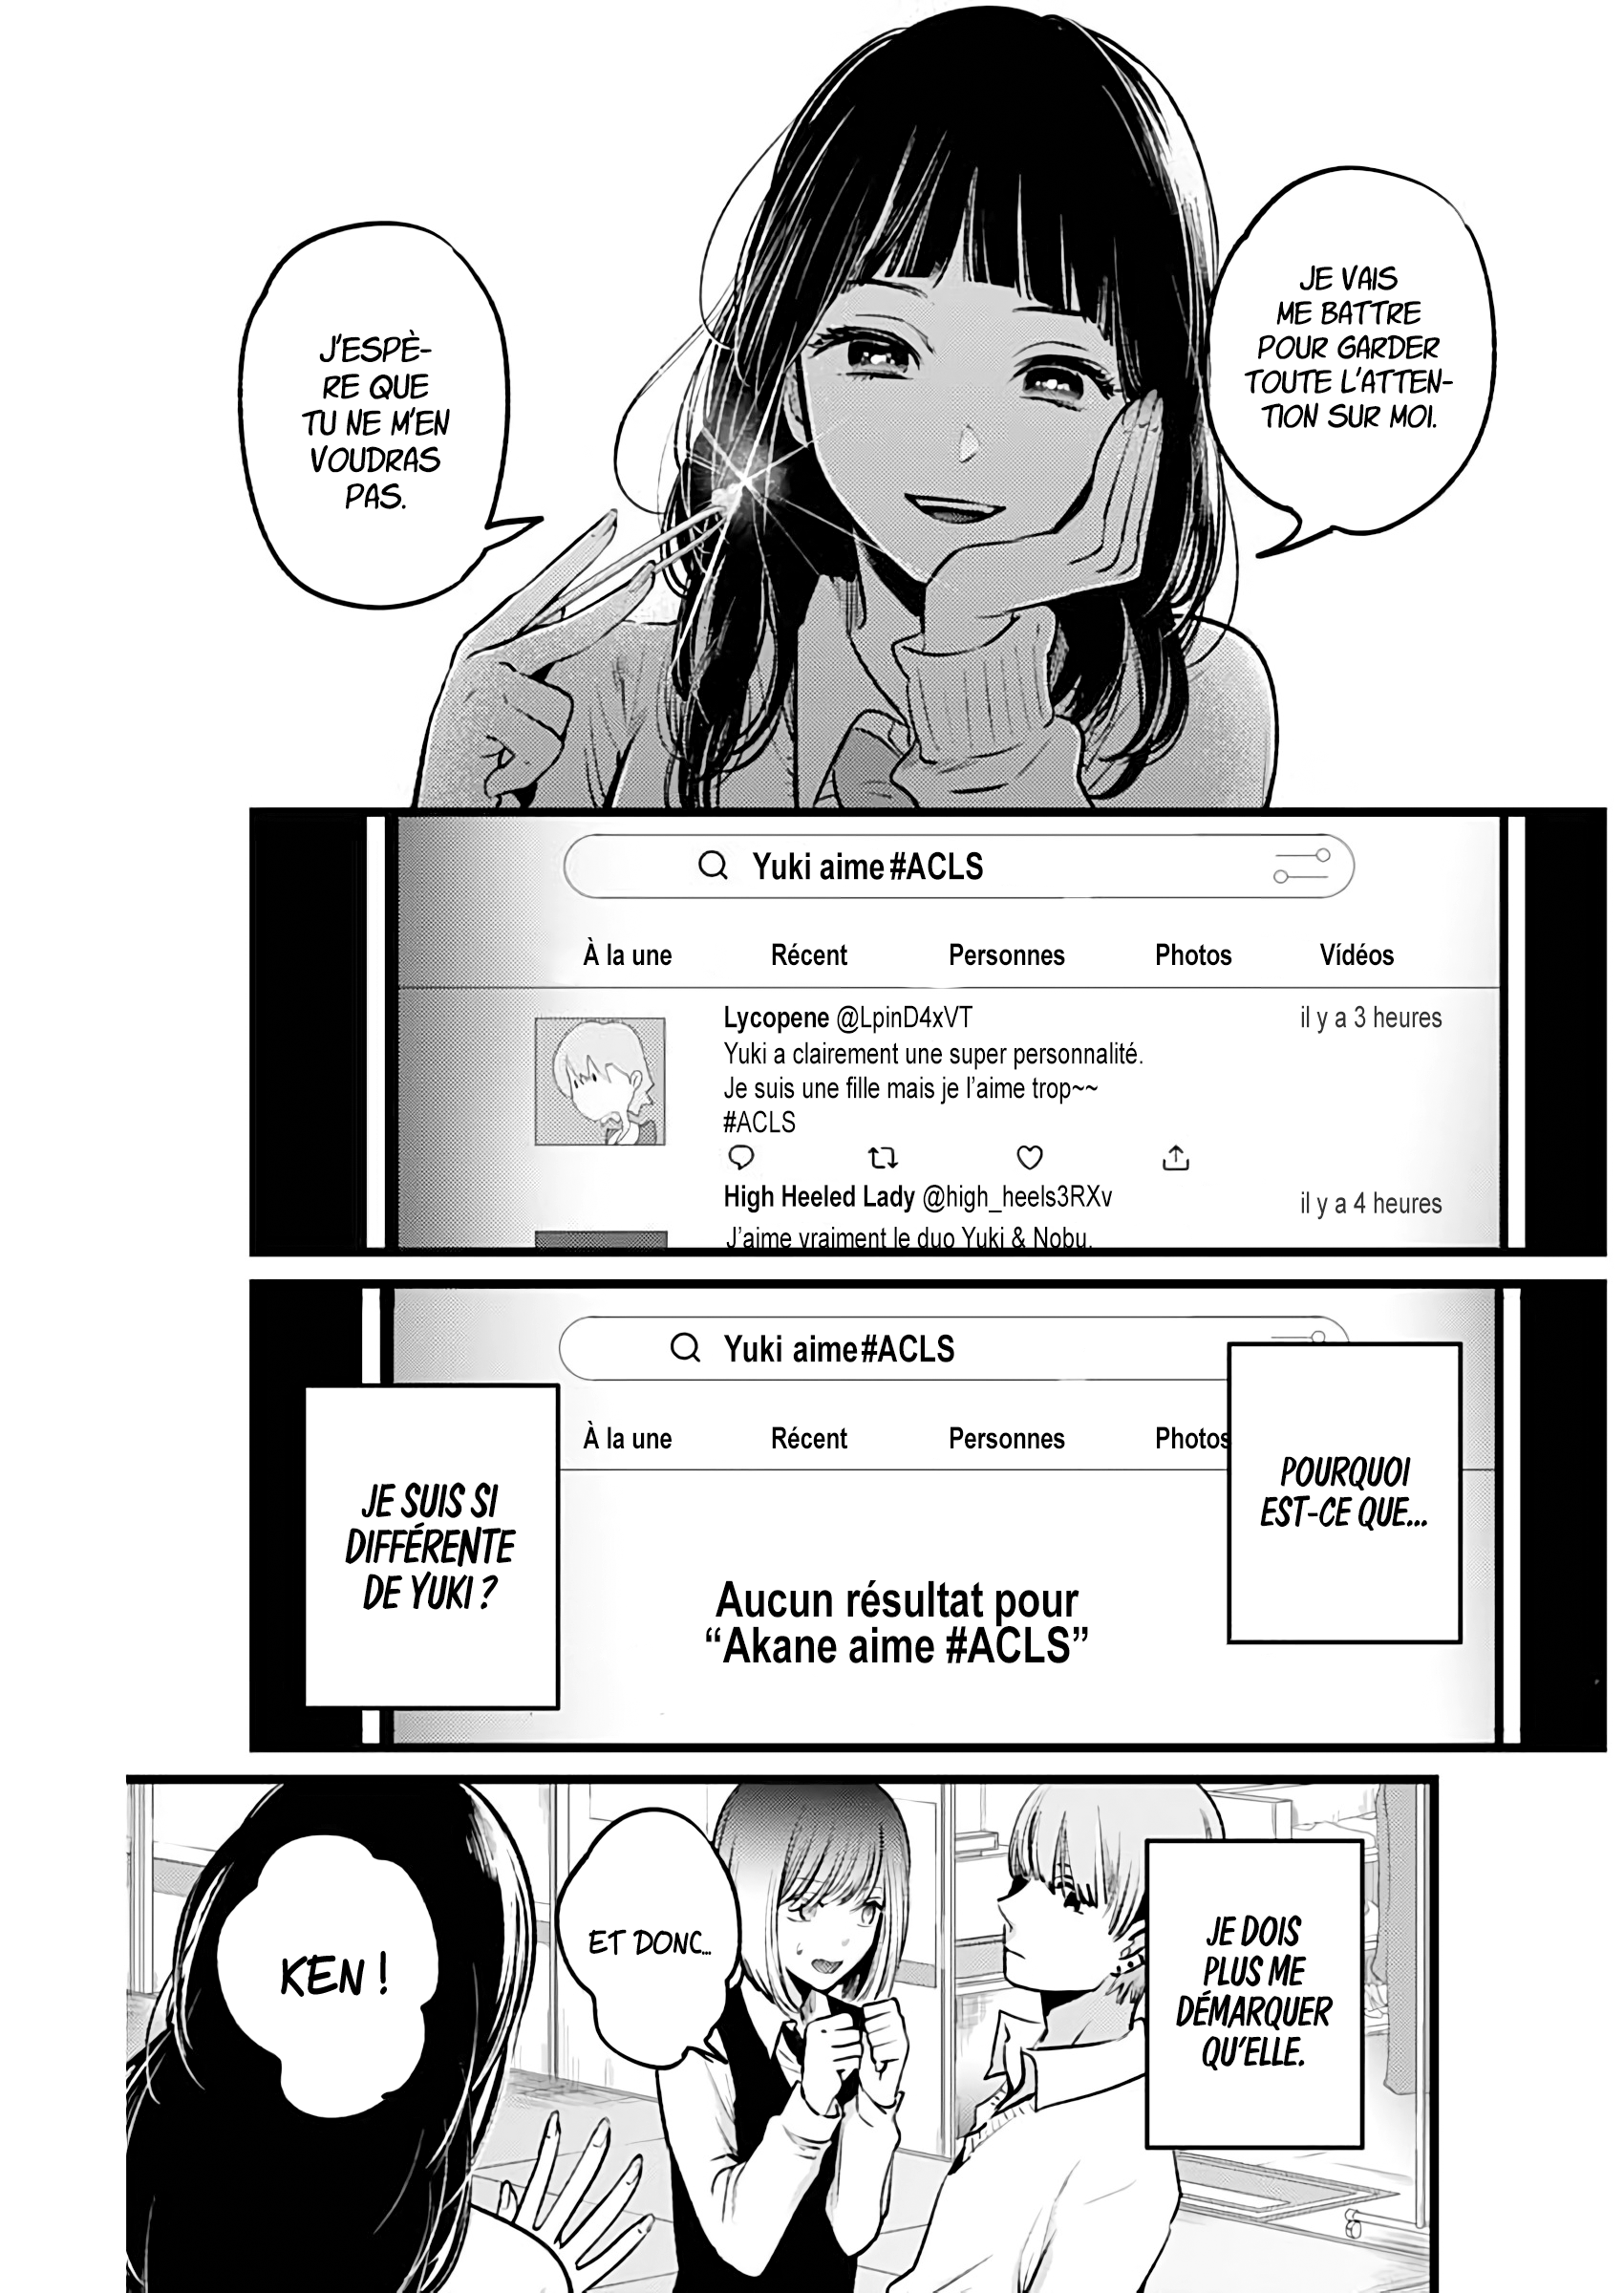 JE VAIS
ME BATTRE
POUR GARDER
TOUTE L'ATTEN-
TION SUR MOI.
J'ESPÈ-
RE QUE
TU NE M'EN
VOUDRAS
PAS.
Yuki aime #ACLS
À la une Récent Personnes Photos Vídéos
Lycopene @LpinD4xVT il y a 3 heures
Yuki a clairement une super personnalité.
Je suis une fille mais je l'aime trop~~
#ACLS
High Heeled Lady @high_heels3RXv il y a 4 heures
J'aime vraiment le duo Yuki & Nobu.
Yuki aime #ACLS
À la une Récent Personnes Photos
POURQUOI
EST-CE QUE...
JE SUIS SI
DIFFÉRENTE
DE YUKI ?
Aucun résultat pour
“Akane aime #ACLS”
JE DOIS
PLUS ME
DÉMARQUER
QU'ELLE.
ET DONC...
KEN !